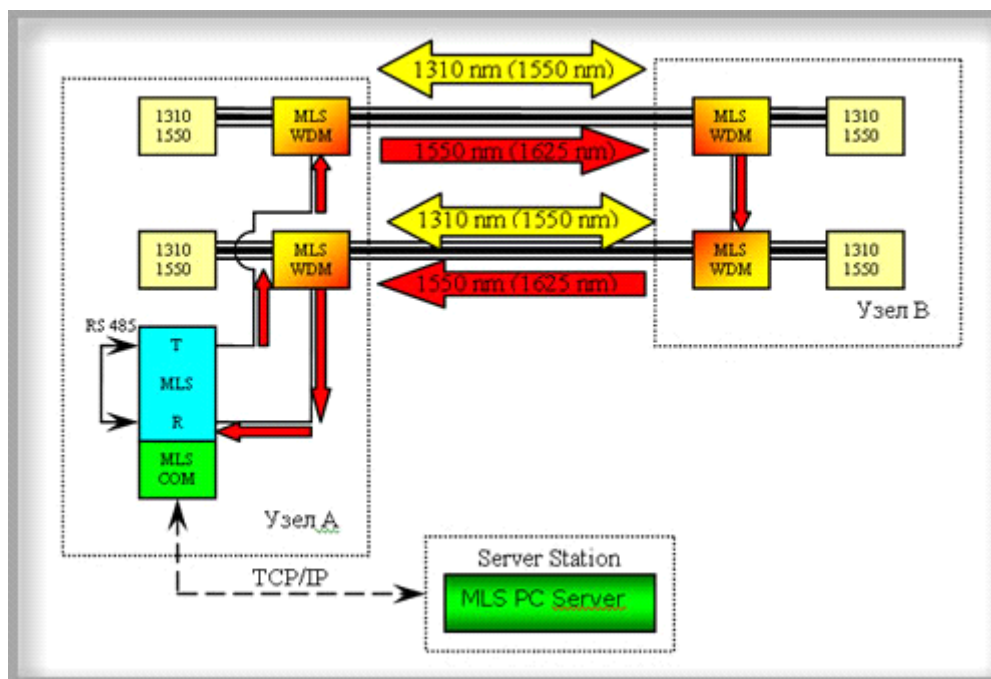 1310 nm (1550 nm)
1310
1550
MLS
WDM
MLS
WDM
1310
1550
1550 nm (1625 nm)
1310 nm (1550 nm)
1310
1550
MLS
WDM
MLS
WDM
1310
1550
1550 nm (1625 nm)
Узел B
RS 485
T
MLS
R
MLS
COM
Узел A
TCP/IP
Server Station
MLS PC Server